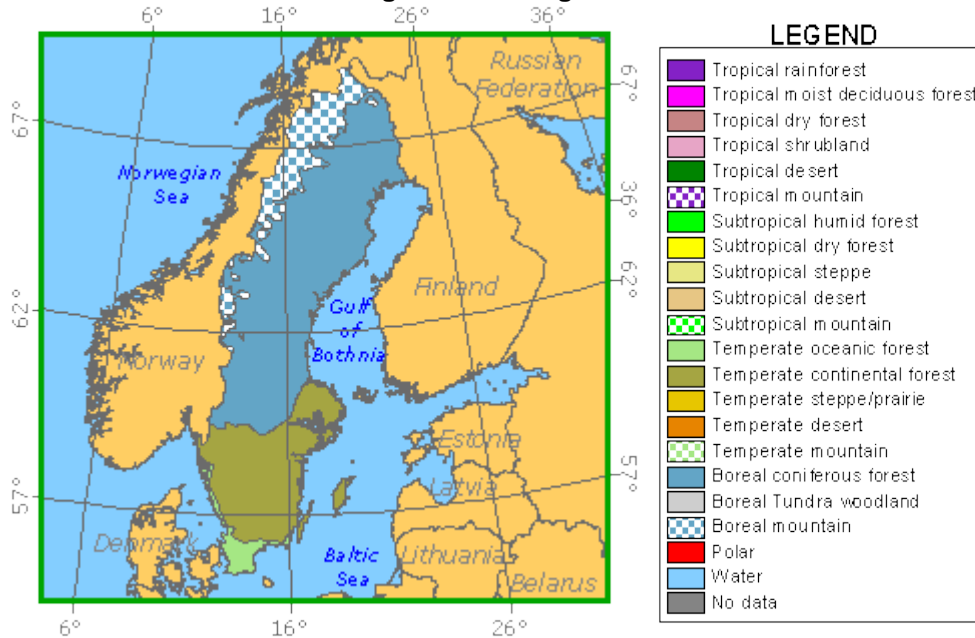 6° 16° 26° 36°
67°
67°
36°
62°
62°
57°
57°
6° 16° 26°
Russian
Federation
Norwegian
Sea
Finland
Gulf
of
Bothnia
Norway
Estonia
Latvia
Denmark
Baltic
Sea
Lithuania
Belarus
LEGEND
Tropical rainforest
Tropical moist deciduous forest
Tropical dry forest
Tropical shrubland
Tropical desert
Tropical mountain
Subtropical humid forest
Subtropical dry forest
Subtropical steppe
Subtropical desert
Subtropical mountain
Temperate oceanic forest
Temperate continental forest
Temperate steppe/prairie
Temperate desert
Temperate mountain
Boreal coniferous forest
Boreal Tundra woodland
Boreal mountain
Polar
Water
No data